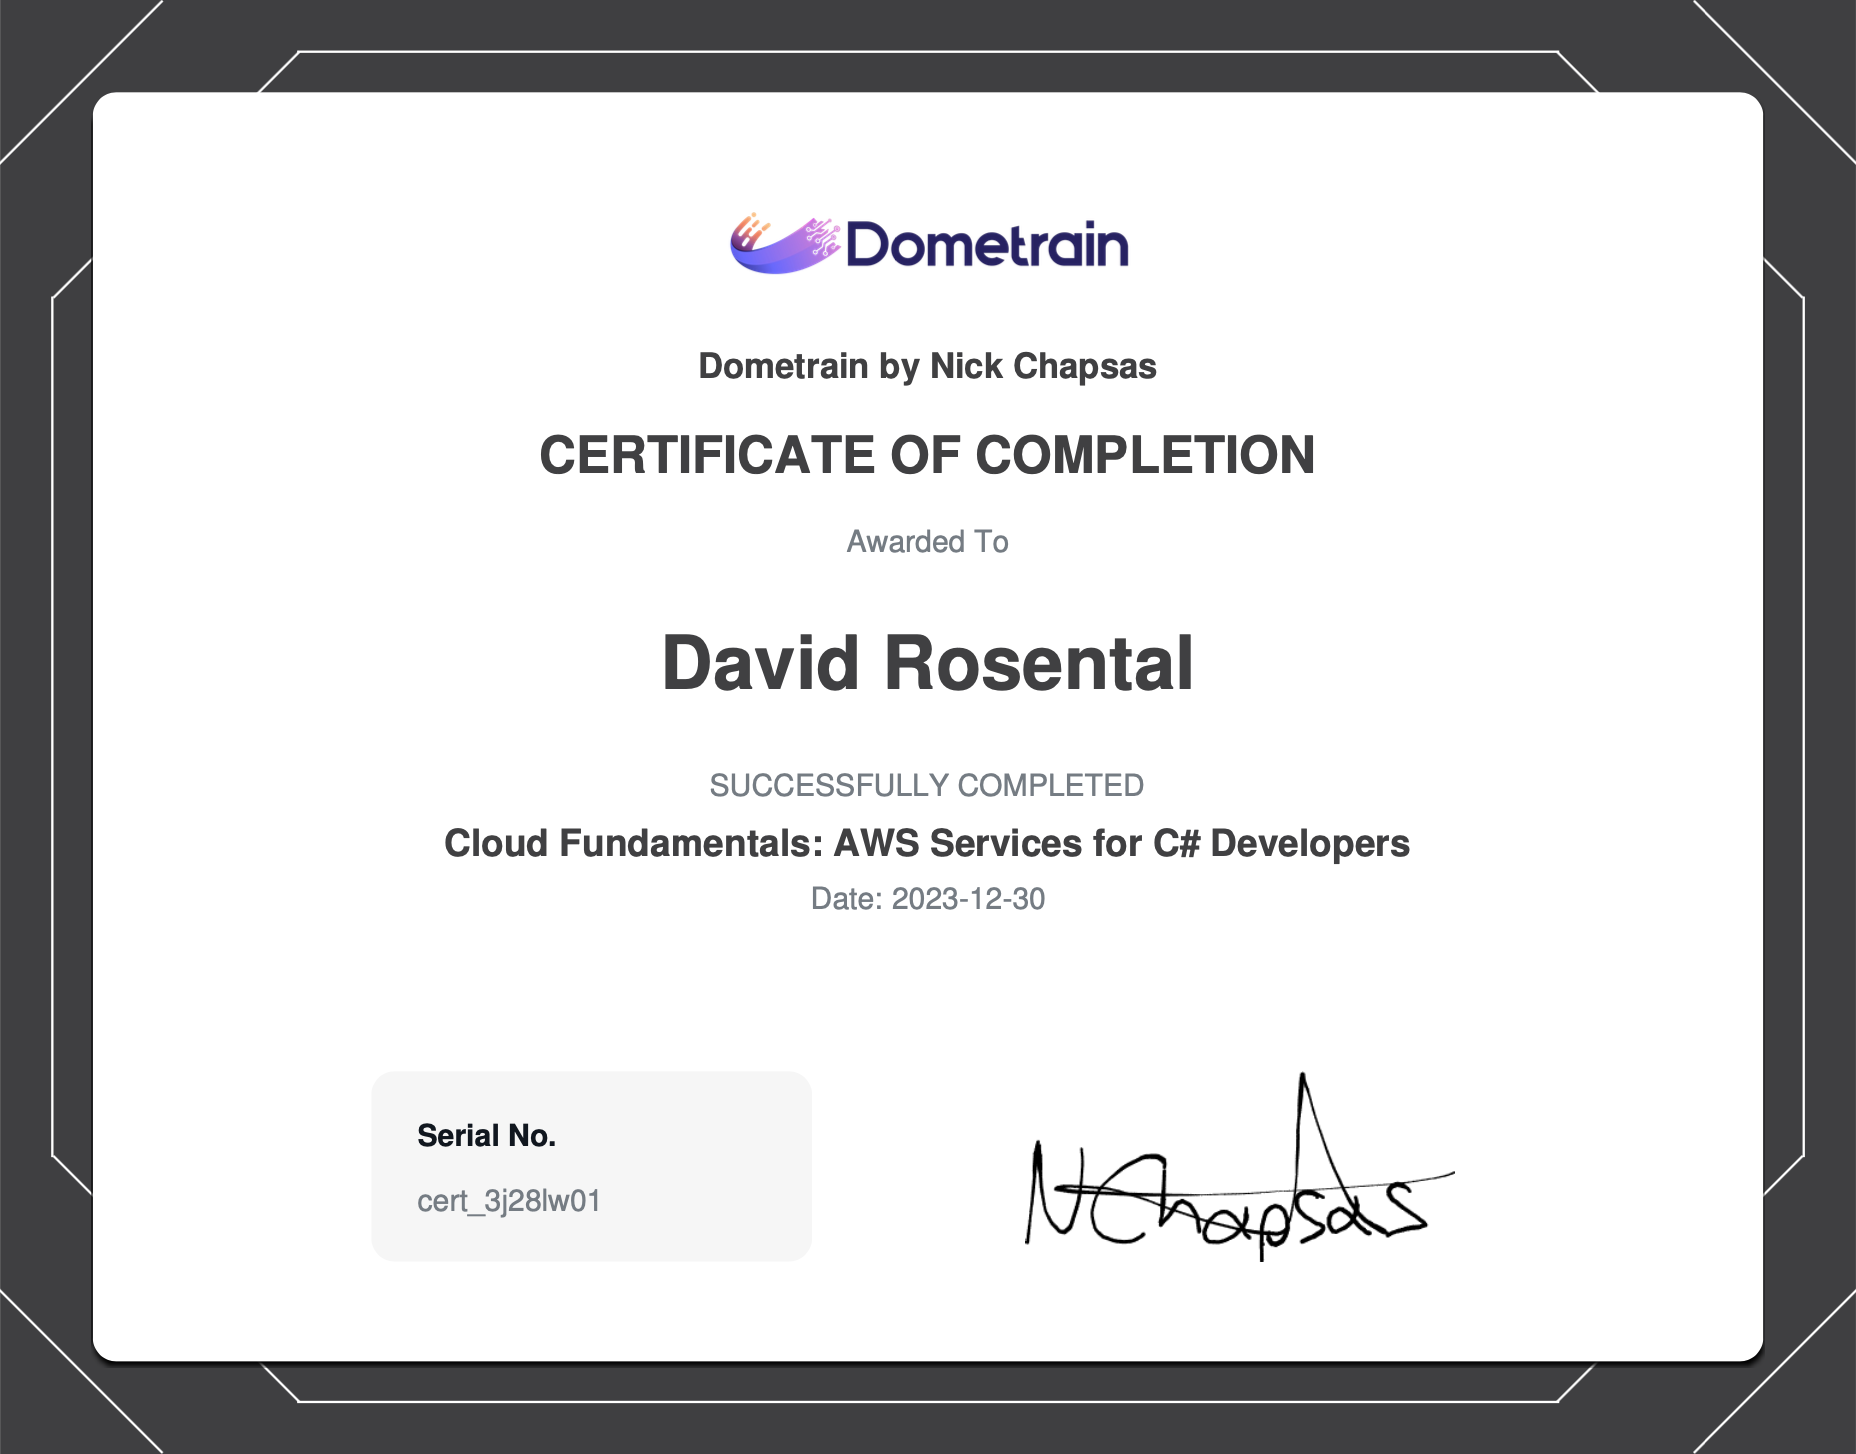 Dometrain
Dometrain by Nick Chapsas
CERTIFICATE OF COMPLETION
Awarded To
David Rosental
SUCCESSFULLY COMPLETED
Cloud Fundamentals: AWS Services for C# Developers
Date: 2023-12-30
Serial No.
cert_3j28lw01
NChapsas